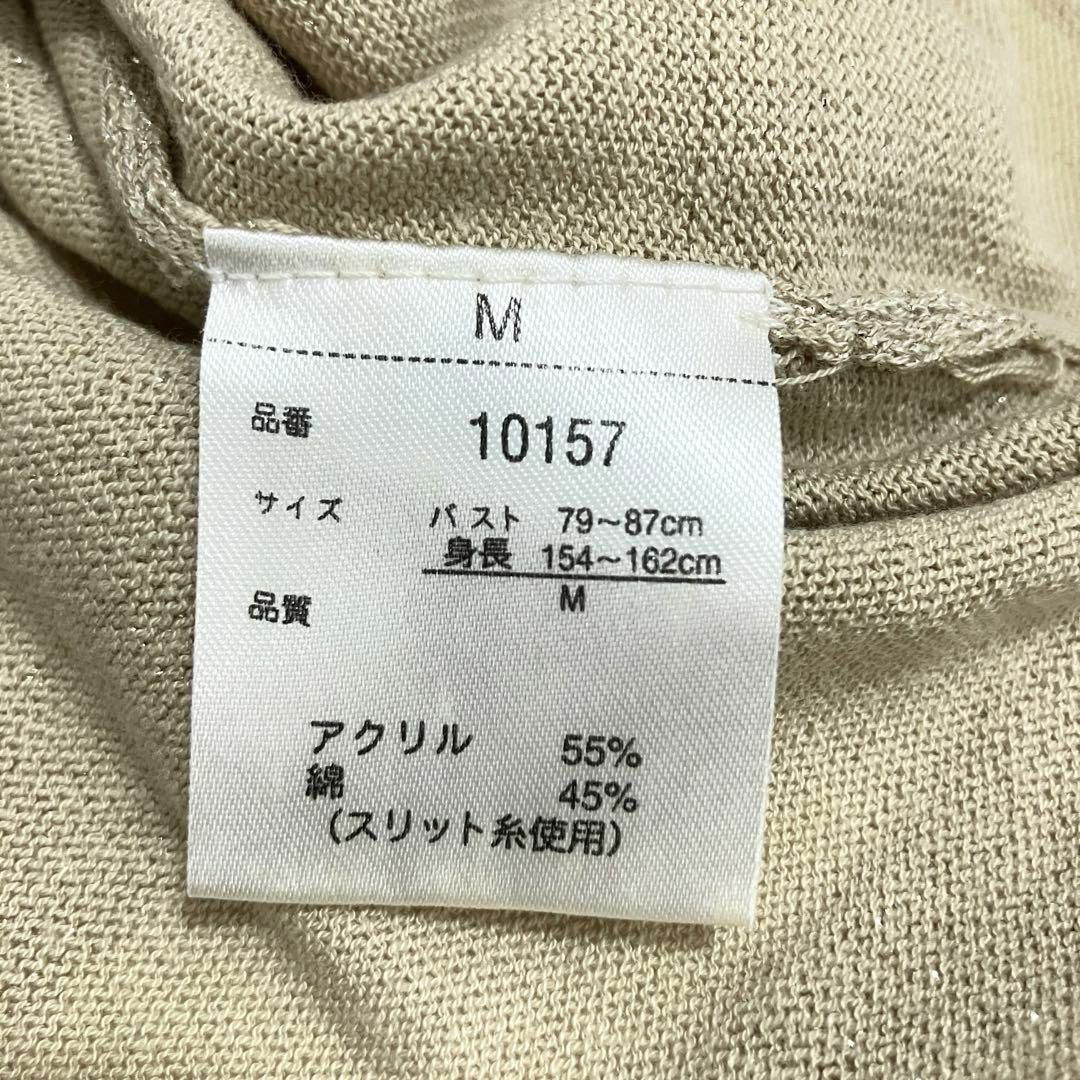 M
品番 10157
サイズ バスト 79～87cm
身長 154～162cm
M
品質
アクリル 55%
綿 45%
(スリット糸使用)